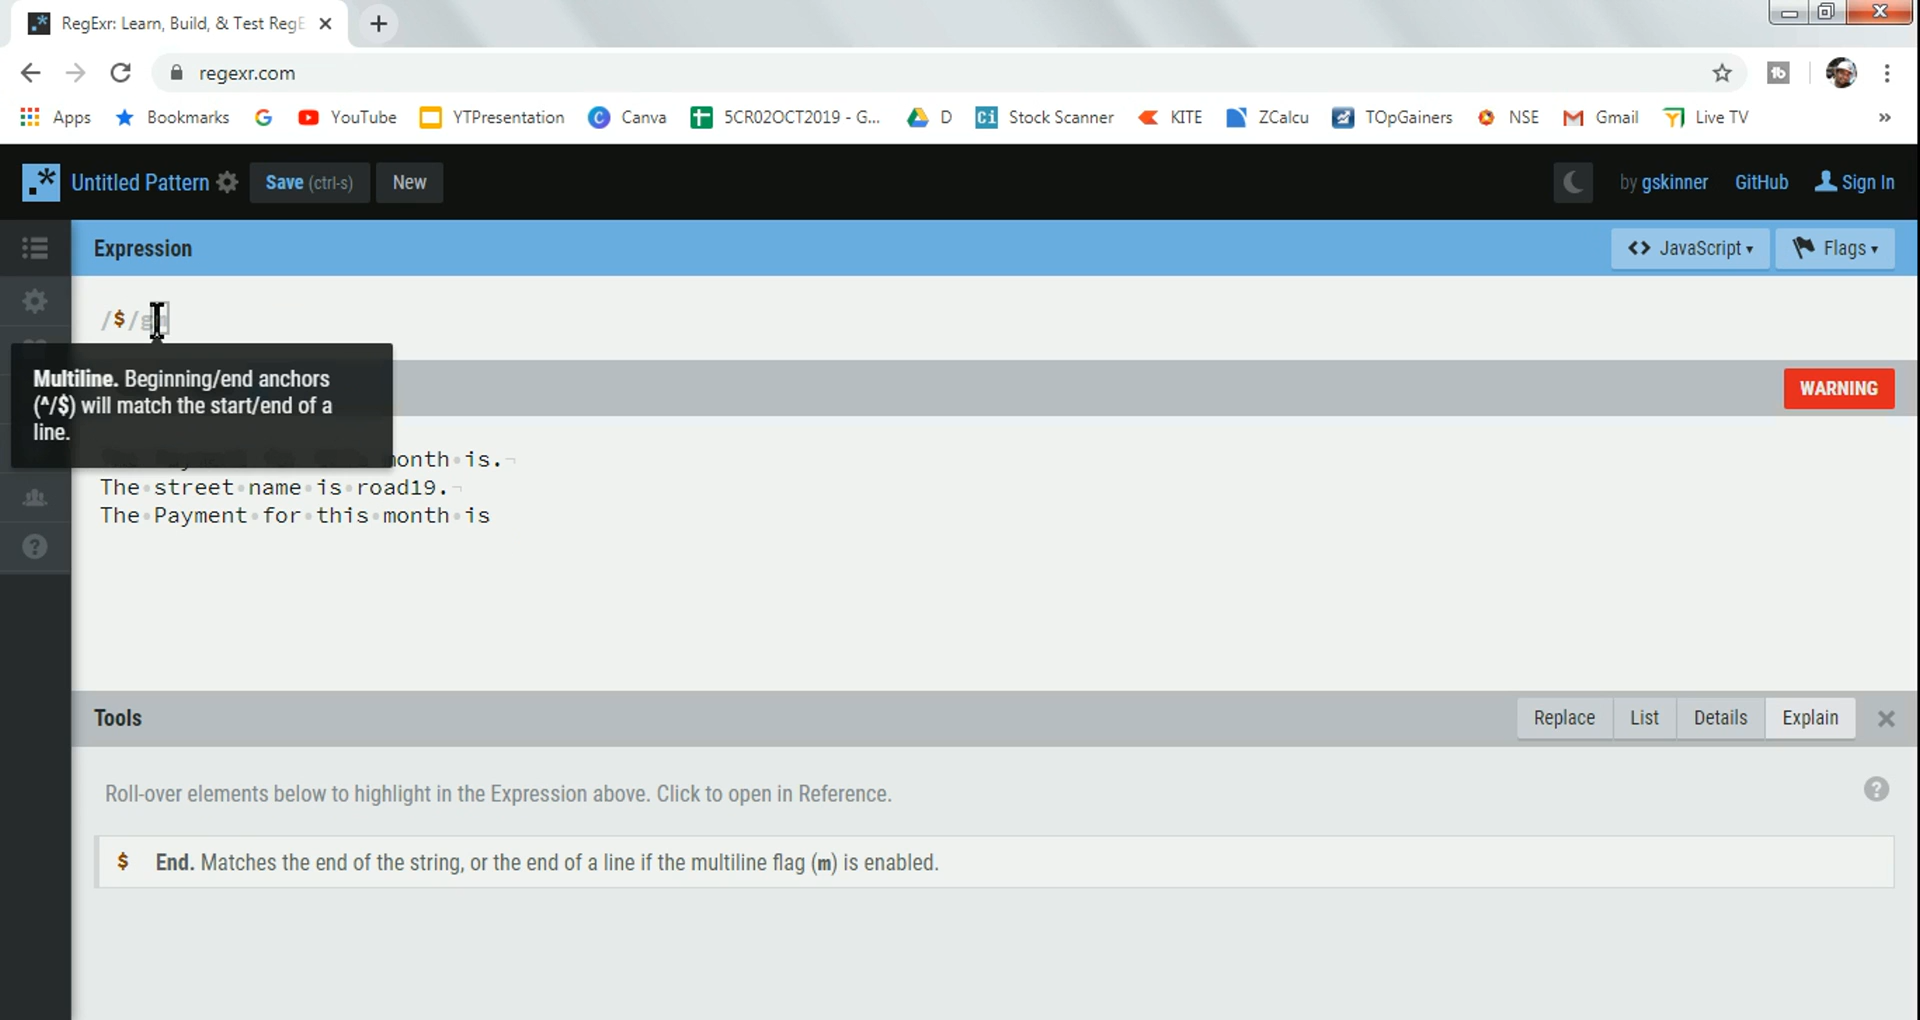 RegExr: Learn, Build, & Test RegE
regexr.com
Apps Bookmarks YouTube YTPresentation Canva 5CR02OCT2019 - G... D Stock Scanner KITE ZCalcu TOpGainers NSE Gmail Live TV »
.* Untitled Pattern Save (ctrl-s) New by gskinner GitHub Sign In
Expression <> JavaScript Flags
/$/g
Multiline. Beginning/end anchors
(^/$) will match the start/end of a
line.
WARNING
month is.
The street name is road19.
The Payment for this month is
Tools Replace List Details Explain
Roll-over elements below to highlight in the Expression above. Click to open in Reference.
$ End. Matches the end of the string, or the end of a line if the multiline flag (m) is enabled.